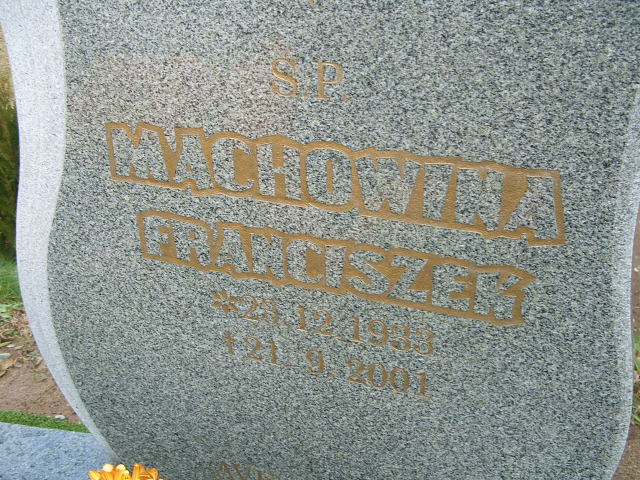 Ś.P.
MACHOWINA
FRANCISZEK
*23.12.1933
†21. 9. 2001